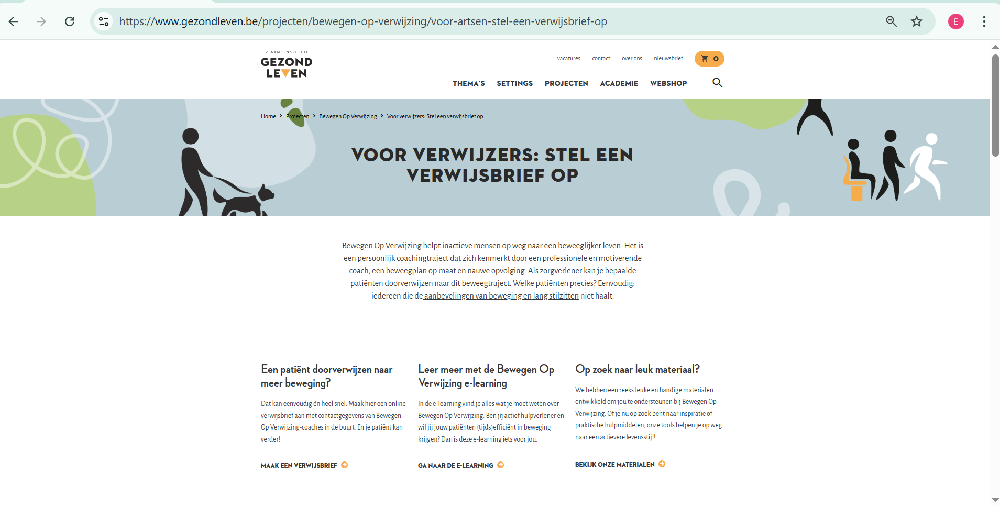 https://www.gezondleven.be/projecten/bewegen-op-verwijzing/voor-artsen-stel-een-verwijsbrief-op
E
VLAAMS INSTITUUT
GEZOND
LEVEN
vacatures contact over ons nieuwsbrief 0
THEMA'S SETTINGS PROJECTEN ACADEMIE WEBSHOP
Home > Projecten > Bewegen Op Verwijzing > Voor verwijzers: Stel een verwijsbrief op
VOOR VERWIJZERS: STEL EEN
VERWIJSBRIEF OP
Bewegen Op Verwijzing helpt inactieve mensen op weg naar een beweeglijker leven. Het is
een persoonlijk coachingtraject dat zich kenmerkt door een professionele en motiverende
coach, een beweegplan op maat en nauwe opvolging. Als zorgverlener kan je bepaalde
patiënten doorverwijzen naar dit beweegtraject. Welke patiënten precies? Eenvoudig:
iedereen die de aanbevelingen van beweging en lang stilzitten niet haalt.
Een patiënt doorverwijzen naar
meer beweging?
Dat kan eenvoudig én heel snel. Maak hier een online
verwijsbrief aan met contactgegevens van Bewegen
Op Verwijzing-coaches in de buurt. En je patiënt kan
verder!
MAAK EEN VERWIJSBRIEF
Leer meer met de Bewegen Op
Verwijzing e-learning
In de e-learning vind je alles wat je moet weten over
Bewegen Op Verwijzing. Ben jij actief hulpverlener en
wil jij jouw patiënten (tijds)efficiënt in beweging
krijgen? Dan is deze e-learning iets voor jou.
GA NAAR DE E-LEARNING
Op zoek naar leuk materiaal?
We hebben een reeks leuke en handige materialen
ontwikkeld om jou te ondersteunen bij Bewegen Op
Verwijzing. Of je nu op zoek bent naar inspiratie of
praktische hulpmiddelen, onze tools helpen je op weg
naar een actievere levensstijl!
BEKIJK ONZE MATERIALEN